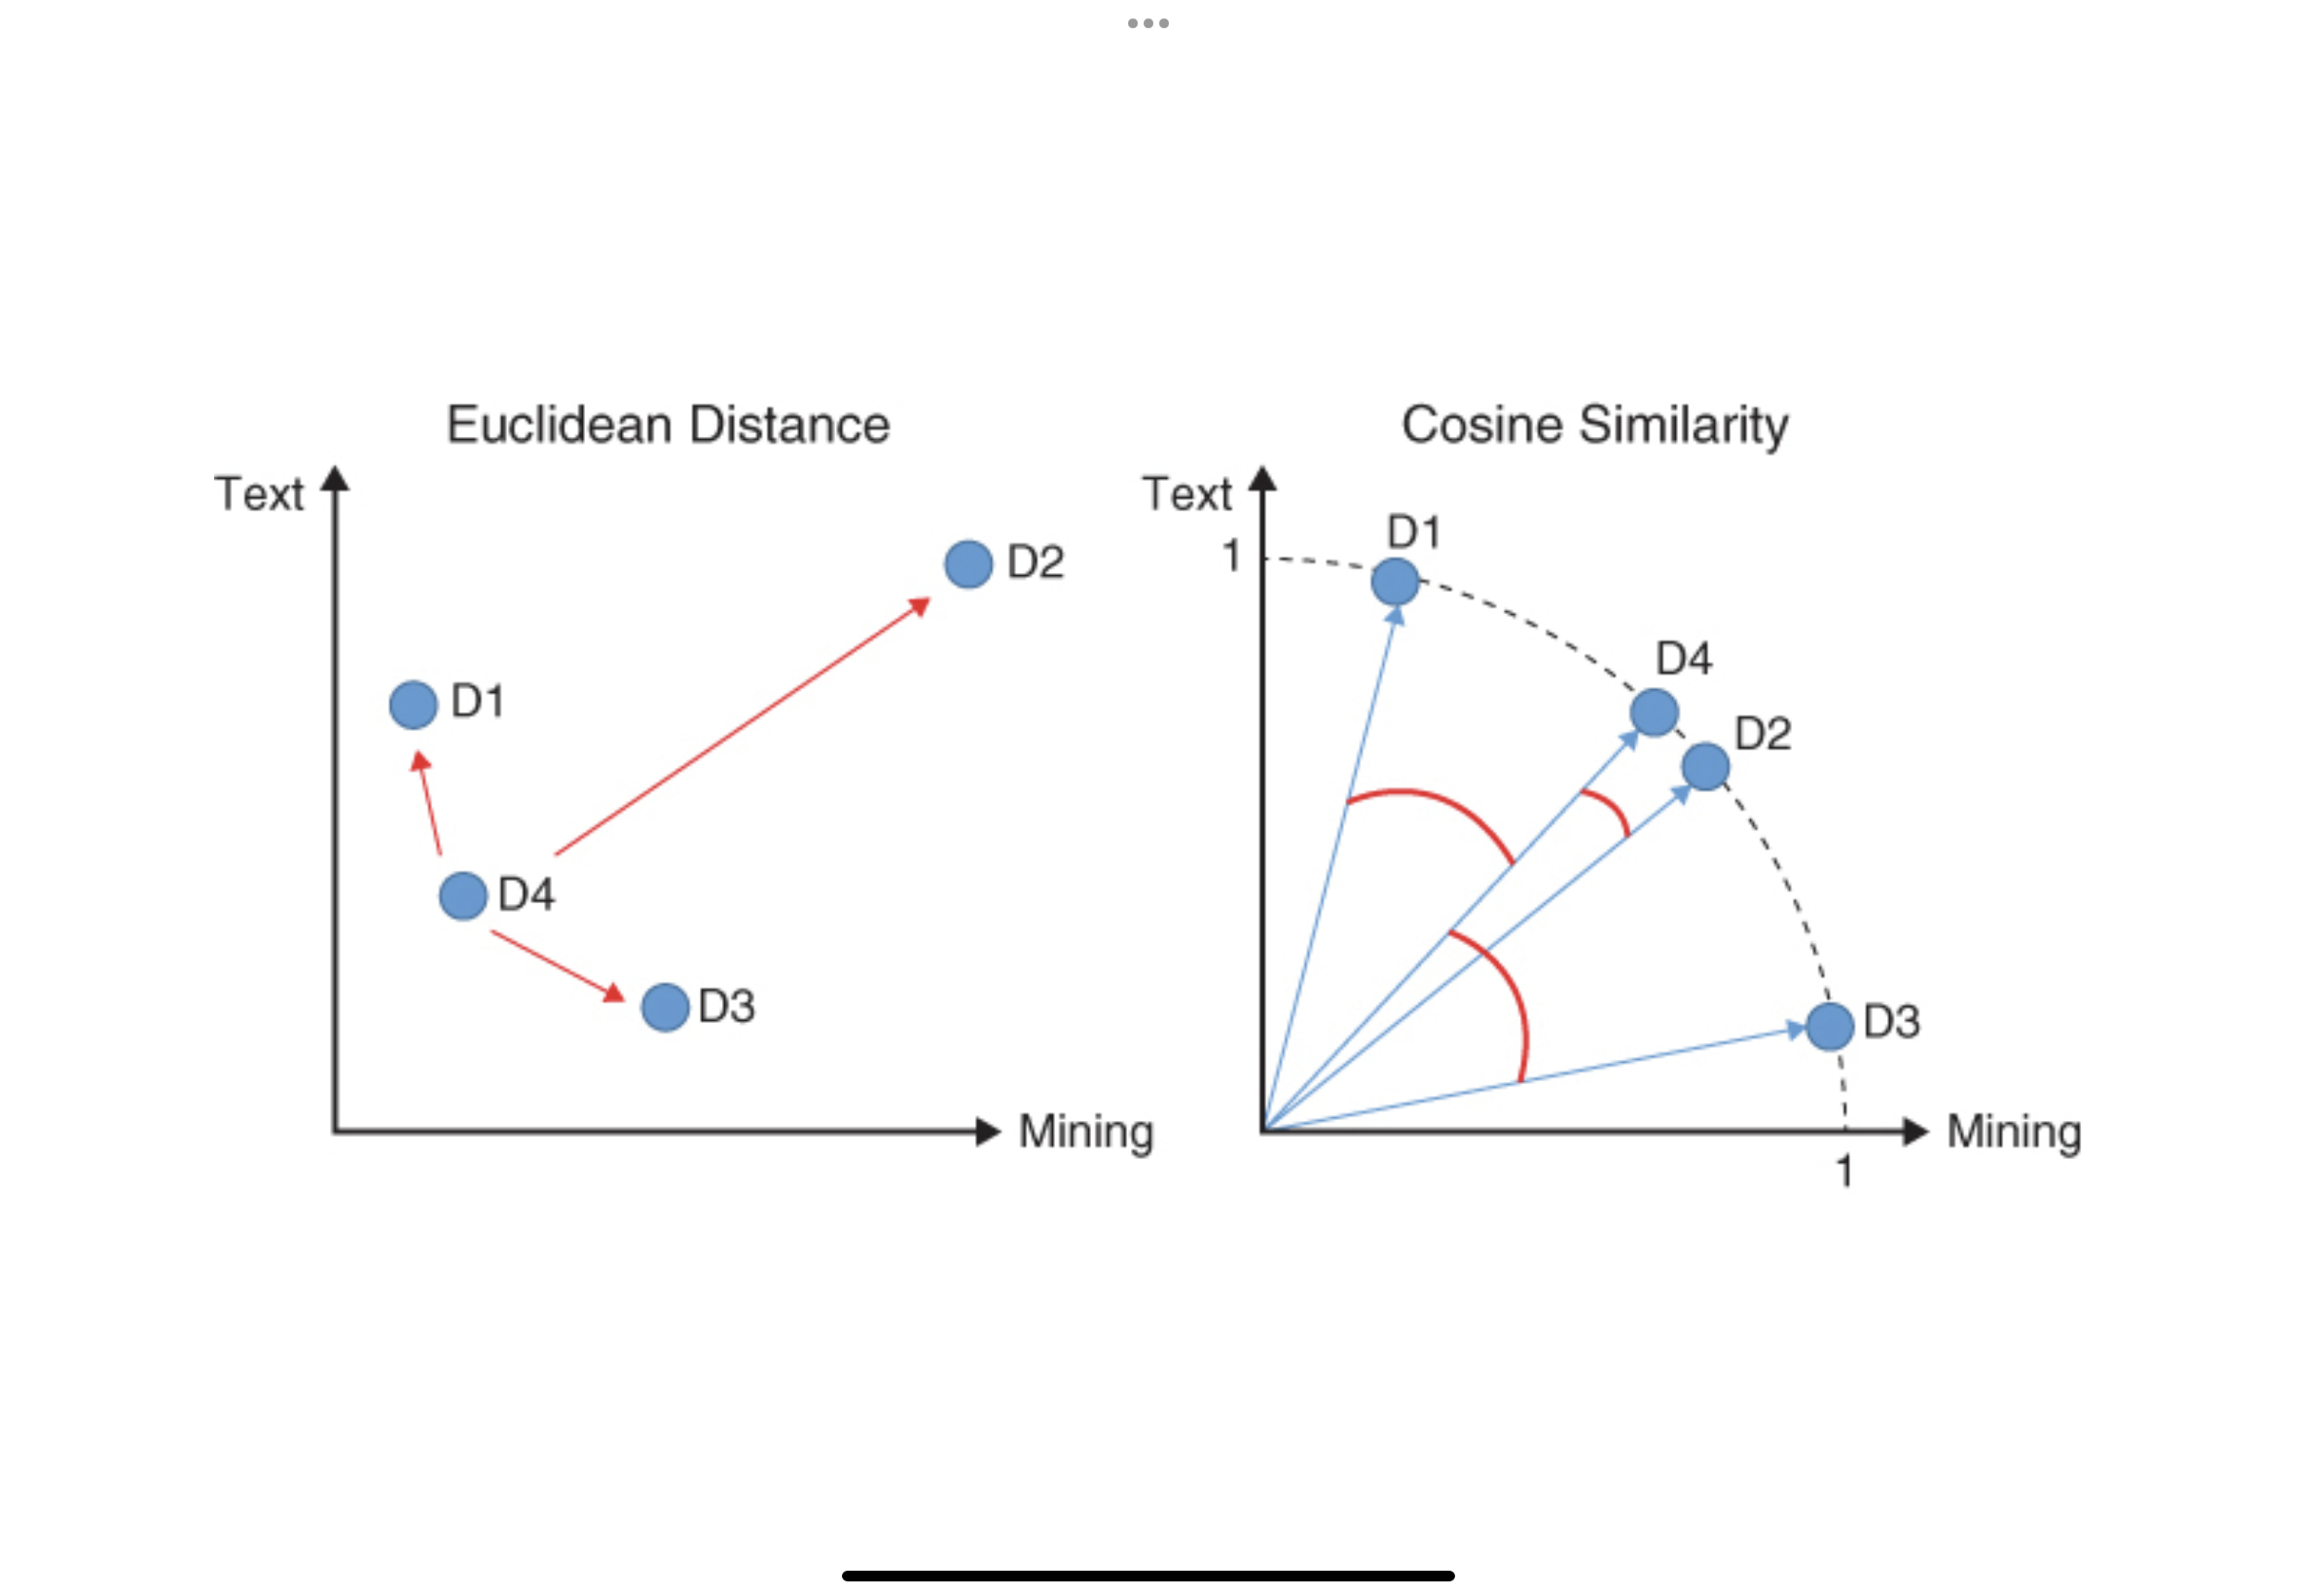 Euclidean Distance
Text
D2
D1
D4
D3
Mining
Cosine Similarity
Text
1
D1
D4
D2
D3
Mining
1